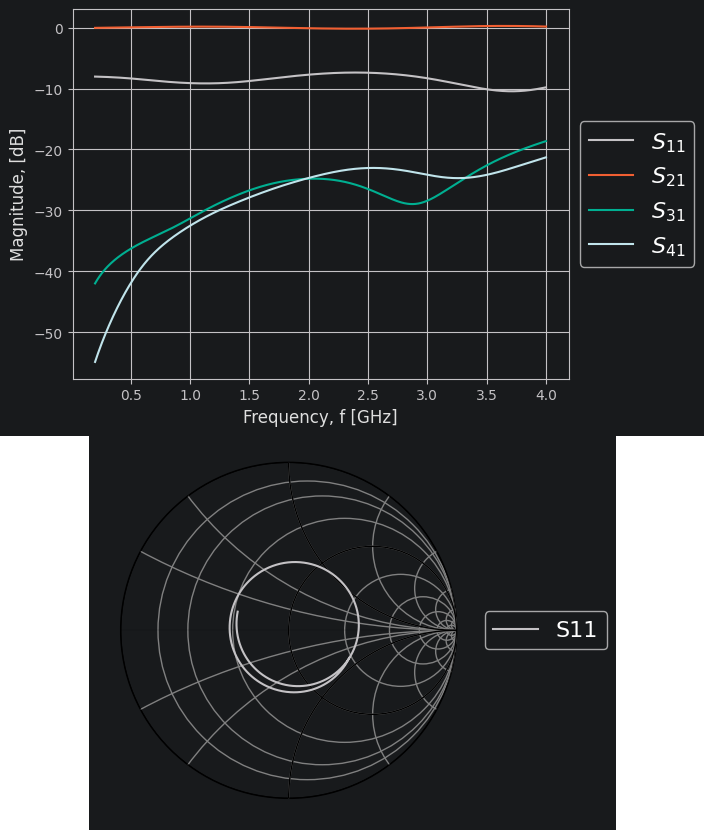 0
−10
−20
−30
−40
−50
Magnitude, [dB]
0.5 1.0 1.5 2.0 2.5 3.0 3.5 4.0
Frequency, f [GHz]
S₁₁
S₂₁
S₃₁
S₄₁
S11